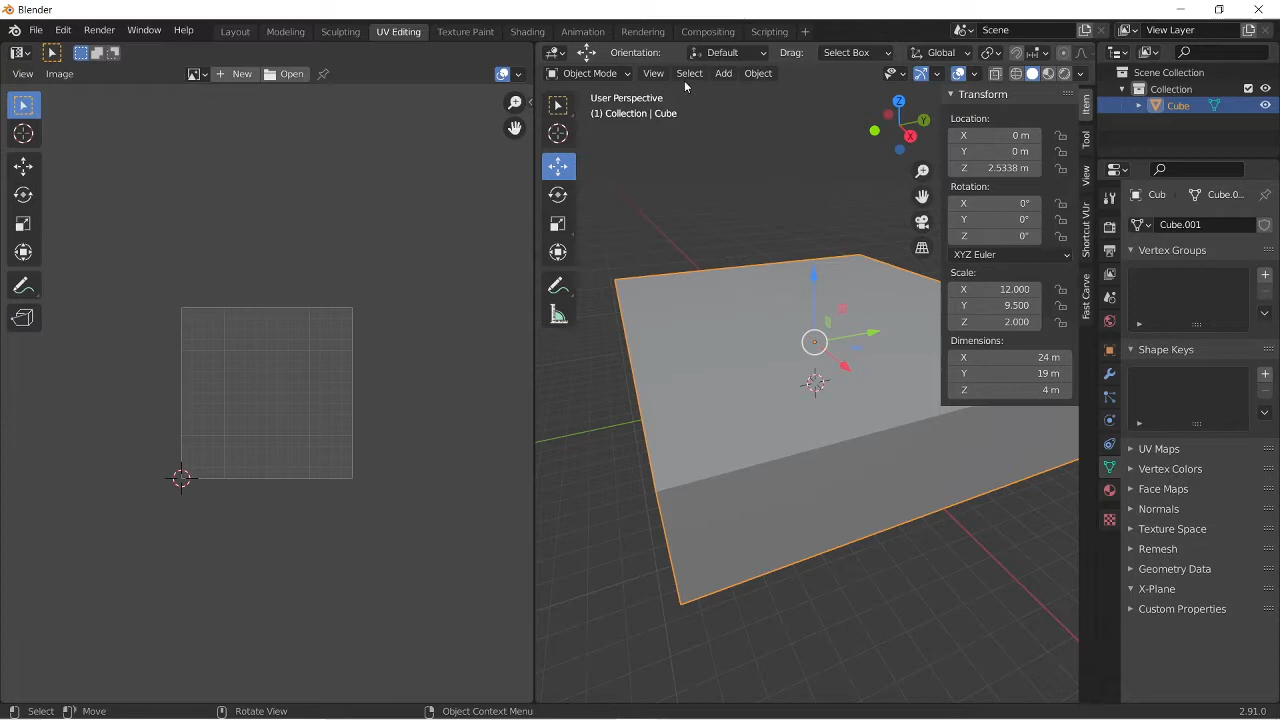 Blender
File Edit Render Window Help Layout Modeling Sculpting UV Editing Texture Paint Shading Animation Compositing Scripting + Scene View Layer
Orientation: Default Drag: Select Box Global
View Image + New Open Object Mode View Select Add Object
User Perspective
(1) Collection | Cube
Z
Y
X
Transform
Location:
X 0 m
Y 0 m
Z 2.5338 m
Rotation:
X 0°
Y 0°
Z 0°
XYZ Euler
Scale:
X 12.000
Y 9.500
Z 2.000
Dimensions:
X 24 m
Y 19 m
Z 4 m
Item
Tool
View
Shortcut VUr
Fast Carve
Scene Collection
Collection
Cube
Cub Cube.0...
Cube.001
Vertex Groups
Shape Keys
UV Maps
Vertex Colors
Face Maps
Normals
Texture Space
Remesh
Geometry Data
X-Plane
Custom Properties
Select Move Rotate View Object Context Menu 2.91.0